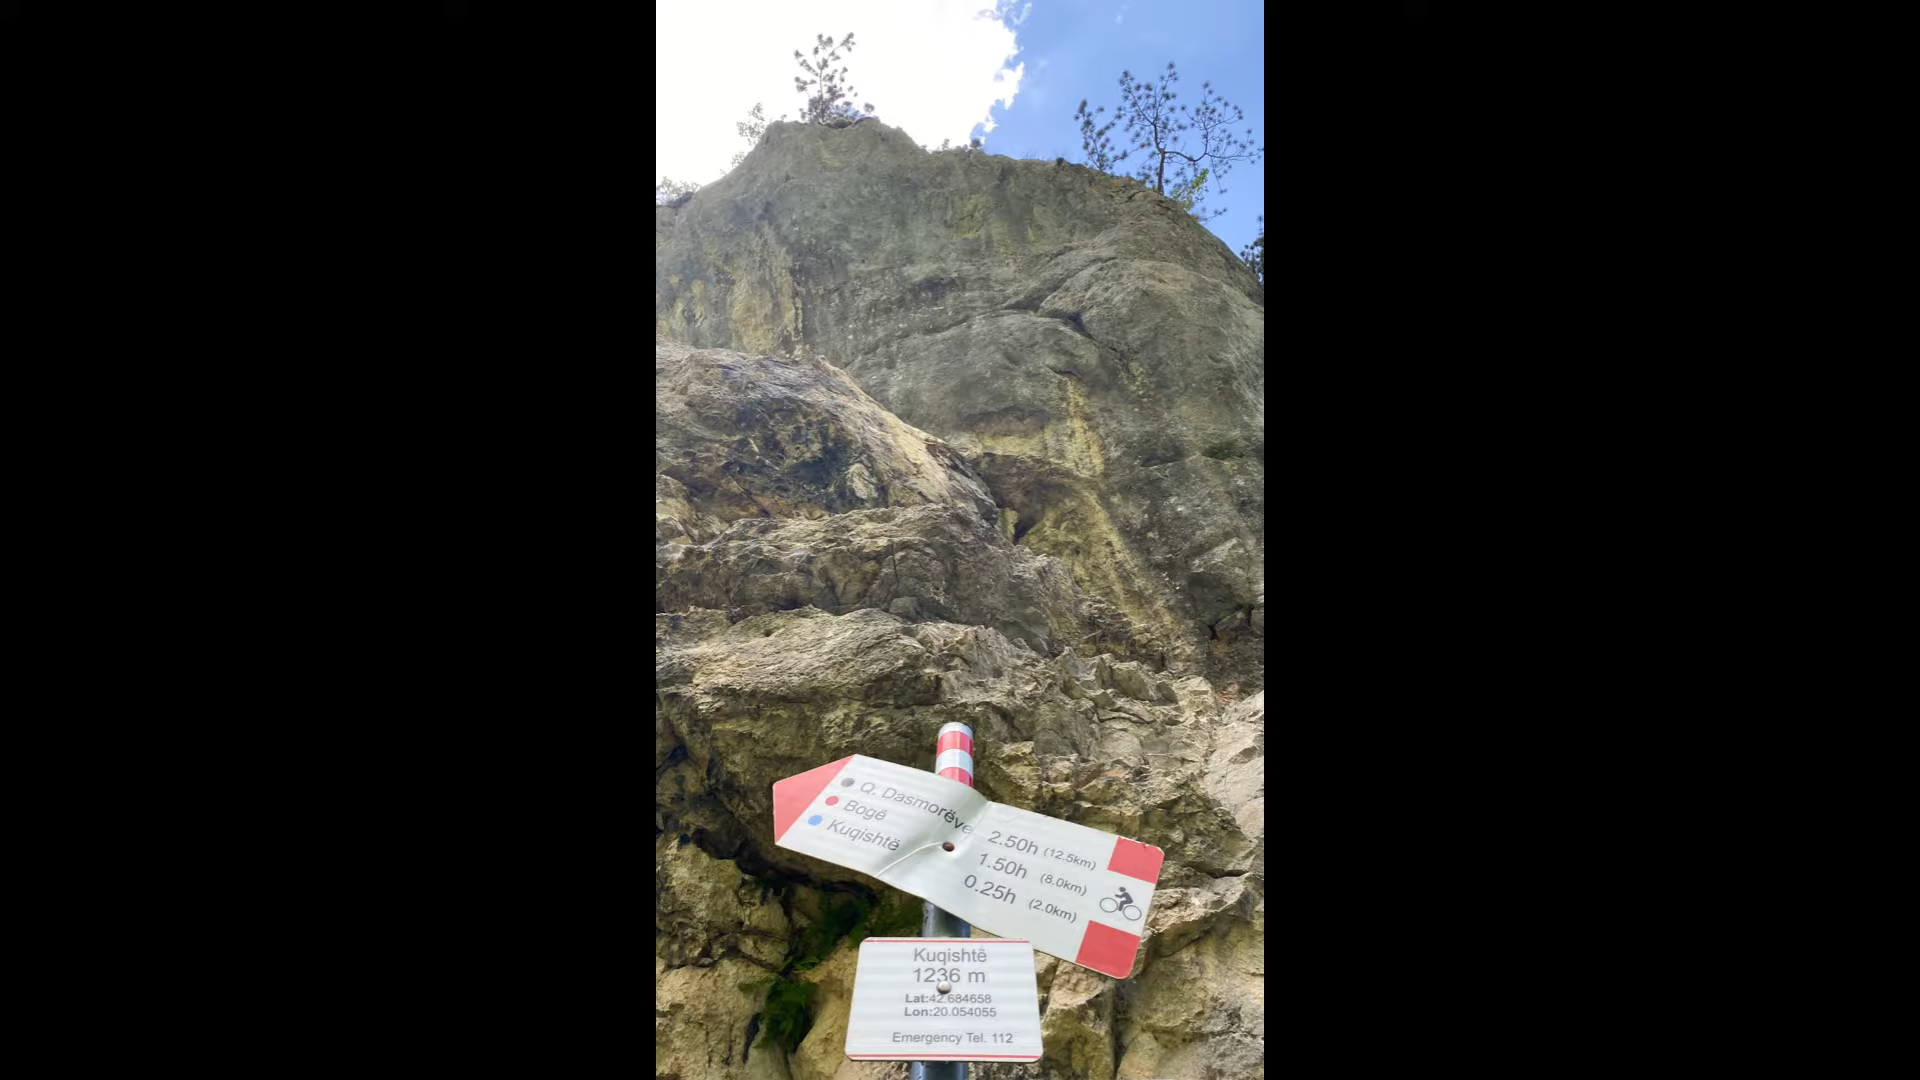 Q. Dasmorëve 2.50h (12.5km)
Bogë 1.50h (8.0km)
Kuqishtë 0.25h (2.0km)
Kuqishtë
1236 m
Lat:42.684658
Lon:20.054055
Emergency Tel. 112